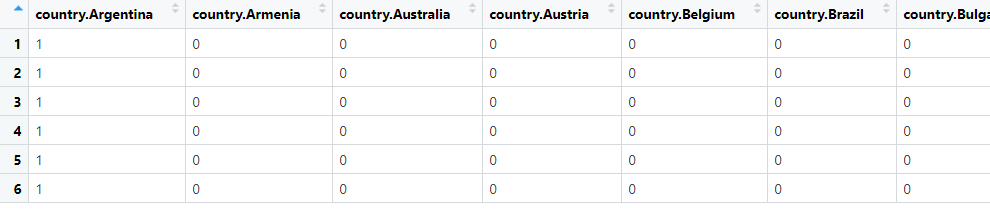 country.Argentina country.Armenia country.Australia country.Austria country.Belgium country.Brazil country.Bulga
1 1 0 0 0 0 0 0
2 1 0 0 0 0 0 0
3 1 0 0 0 0 0 0
4 1 0 0 0 0 0 0
5 1 0 0 0 0 0 0
6 1 0 0 0 0 0 0